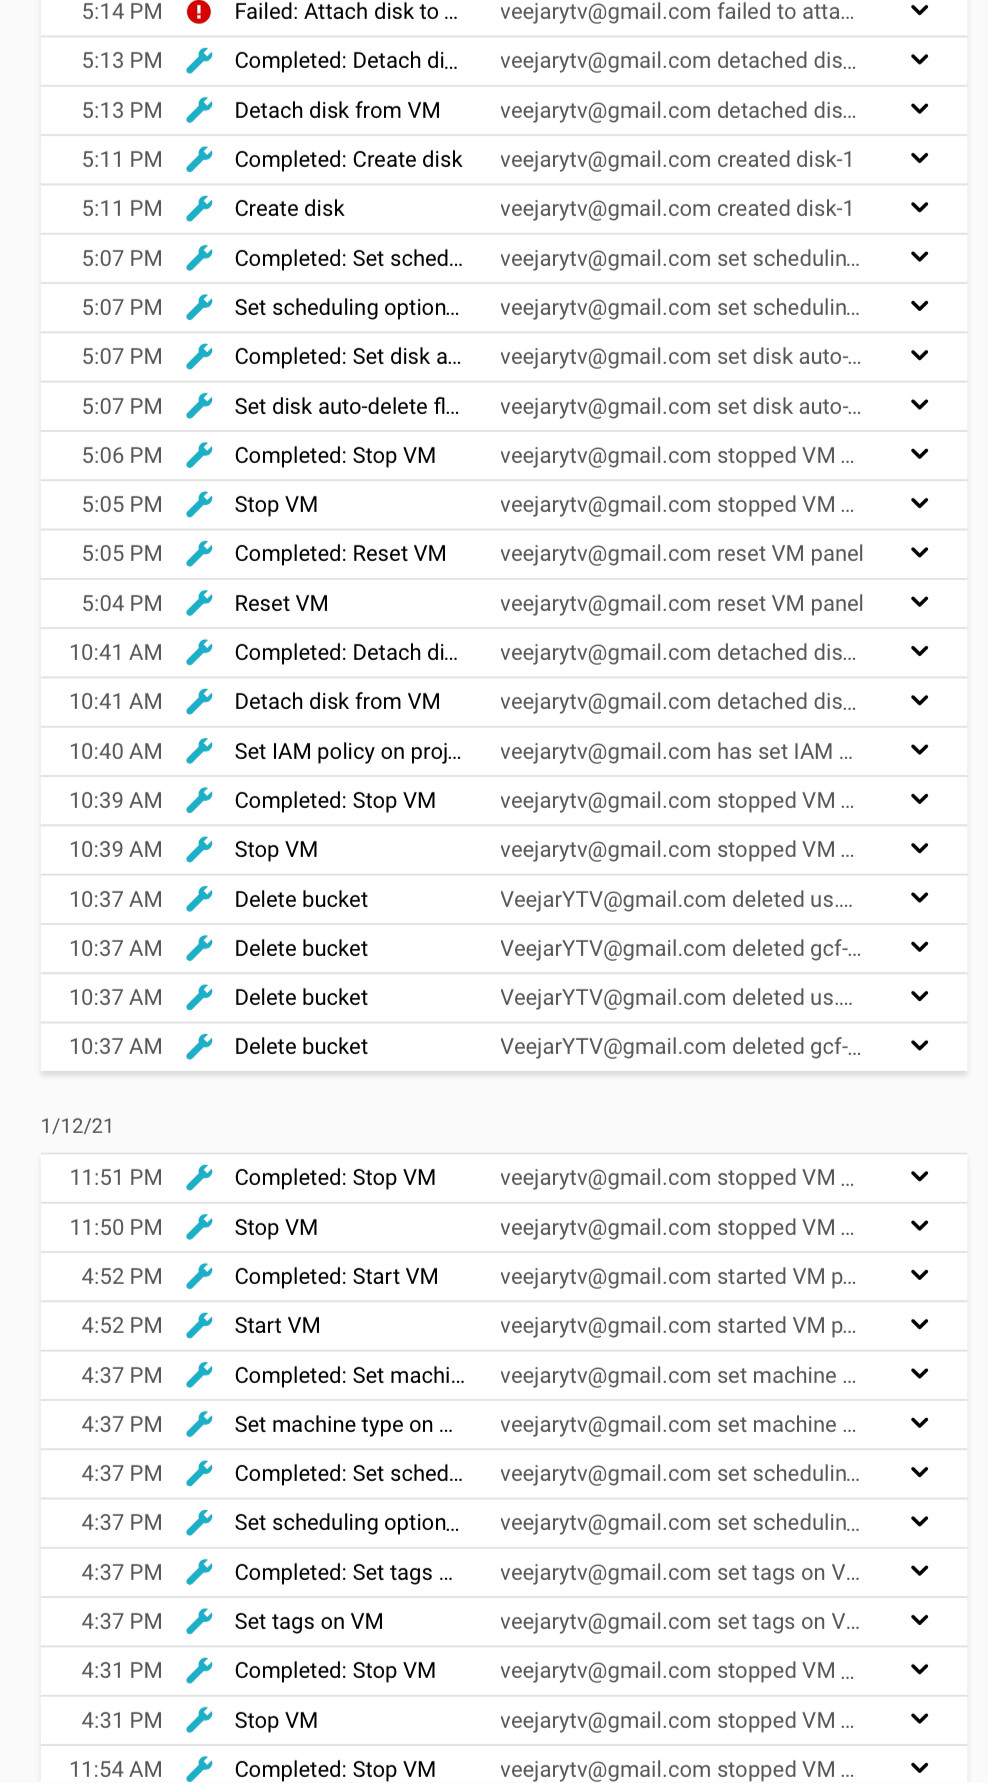 5:14 PM Failed: Attach disk to ... veejarytv@gmail.com failed to atta...
5:13 PM Completed: Detach di... veejarytv@gmail.com detached dis...
5:13 PM Detach disk from VM veejarytv@gmail.com detached dis...
5:11 PM Completed: Create disk veejarytv@gmail.com created disk-1
5:11 PM Create disk veejarytv@gmail.com created disk-1
5:07 PM Completed: Set sched... veejarytv@gmail.com set schedulin...
5:07 PM Set scheduling option... veejarytv@gmail.com set schedulin...
5:07 PM Completed: Set disk a... veejarytv@gmail.com set disk auto-...
5:07 PM Set disk auto-delete fl... veejarytv@gmail.com set disk auto-...
5:06 PM Completed: Stop VM veejarytv@gmail.com stopped VM ...
5:05 PM Stop VM veejarytv@gmail.com stopped VM ...
5:05 PM Completed: Reset VM veejarytv@gmail.com reset VM panel
5:04 PM Reset VM veejarytv@gmail.com reset VM panel
10:41 AM Completed: Detach di... veejarytv@gmail.com detached dis...
10:41 AM Detach disk from VM veejarytv@gmail.com detached dis...
10:40 AM Set IAM policy on proj... veejarytv@gmail.com has set IAM ...
10:39 AM Completed: Stop VM veejarytv@gmail.com stopped VM ...
10:39 AM Stop VM veejarytv@gmail.com stopped VM ...
10:37 AM Delete bucket VeejarYTV@gmail.com deleted us....
10:37 AM Delete bucket VeejarYTV@gmail.com deleted gcf-...
10:37 AM Delete bucket VeejarYTV@gmail.com deleted us....
10:37 AM Delete bucket VeejarYTV@gmail.com deleted gcf-...
1/12/21
11:51 PM Completed: Stop VM veejarytv@gmail.com stopped VM ...
11:50 PM Stop VM veejarytv@gmail.com stopped VM ...
4:52 PM Completed: Start VM veejarytv@gmail.com started VM p...
4:52 PM Start VM veejarytv@gmail.com started VM p...
4:37 PM Completed: Set machi... veejarytv@gmail.com set machine ...
4:37 PM Set machine type on ... veejarytv@gmail.com set machine ...
4:37 PM Completed: Set sched... veejarytv@gmail.com set schedulin...
4:37 PM Set scheduling option... veejarytv@gmail.com set schedulin...
4:37 PM Completed: Set tags ... veejarytv@gmail.com set tags on V...
4:37 PM Set tags on VM veejarytv@gmail.com set tags on V...
4:31 PM Completed: Stop VM veejarytv@gmail.com stopped VM ...
4:31 PM Stop VM veejarytv@gmail.com stopped VM ...
11:54 AM Completed: Stop VM veejarytv@gmail.com stopped VM ...